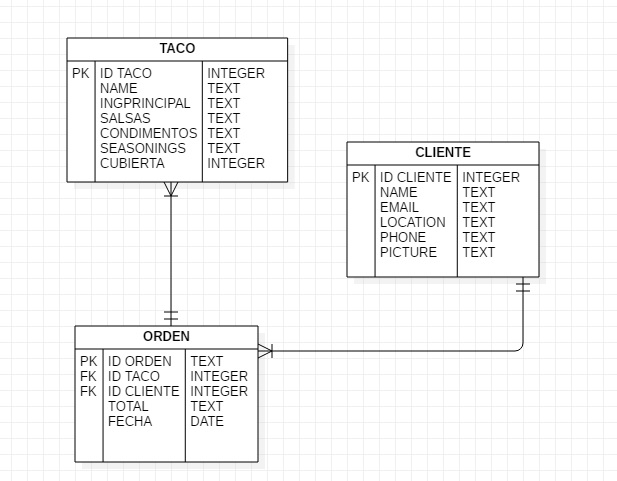 TACO
PK ID TACO INTEGER
NAME TEXT
INGPRINCIPAL TEXT
SALSAS TEXT
CONDIMENTOS TEXT
SEASONINGS TEXT
CUBIERTA INTEGER
CLIENTE
PK ID CLIENTE INTEGER
NAME TEXT
EMAIL TEXT
LOCATION TEXT
PHONE TEXT
PICTURE TEXT
ORDEN
PK ID ORDEN TEXT
FK ID TACO INTEGER
FK ID CLIENTE INTEGER
TOTAL TEXT
FECHA DATE